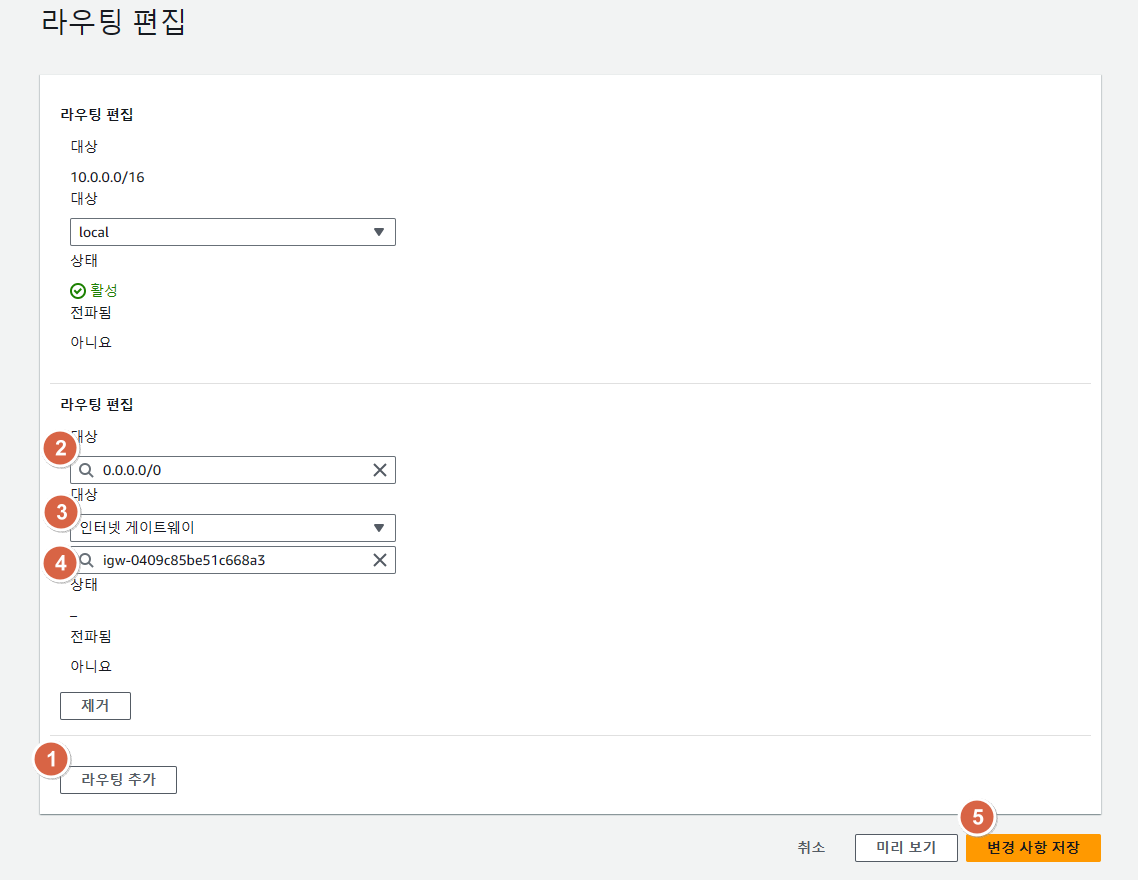 라우팅 편집
라우팅 편집
대상
10.0.0.0/16
대상
local
상태
활성
전파됨
아니요
라우팅 편집
2 대상
0.0.0.0/0
대상
3 인터넷 게이트웨이
4 igw-0409c85be51c668a3
상태
–
전파됨
아니요
제거
1
라우팅 추가
5
취소 미리 보기 변경 사항 저장